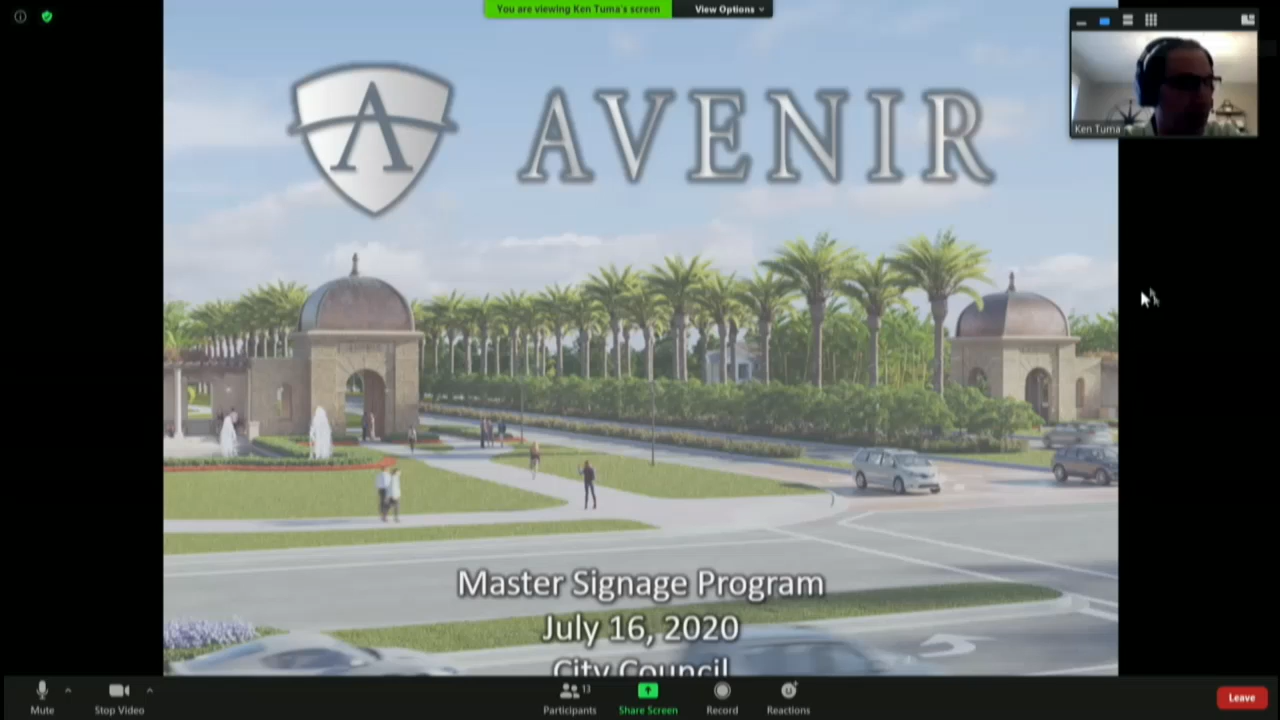 You are viewing Ken Tuma's screen
View Options
Ken Tuma
A
AVENIR
Master Signage Program
July 16, 2020
City Council
Mute
Stop Video
Participants
13
Share Screen
Record
Reactions
Leave